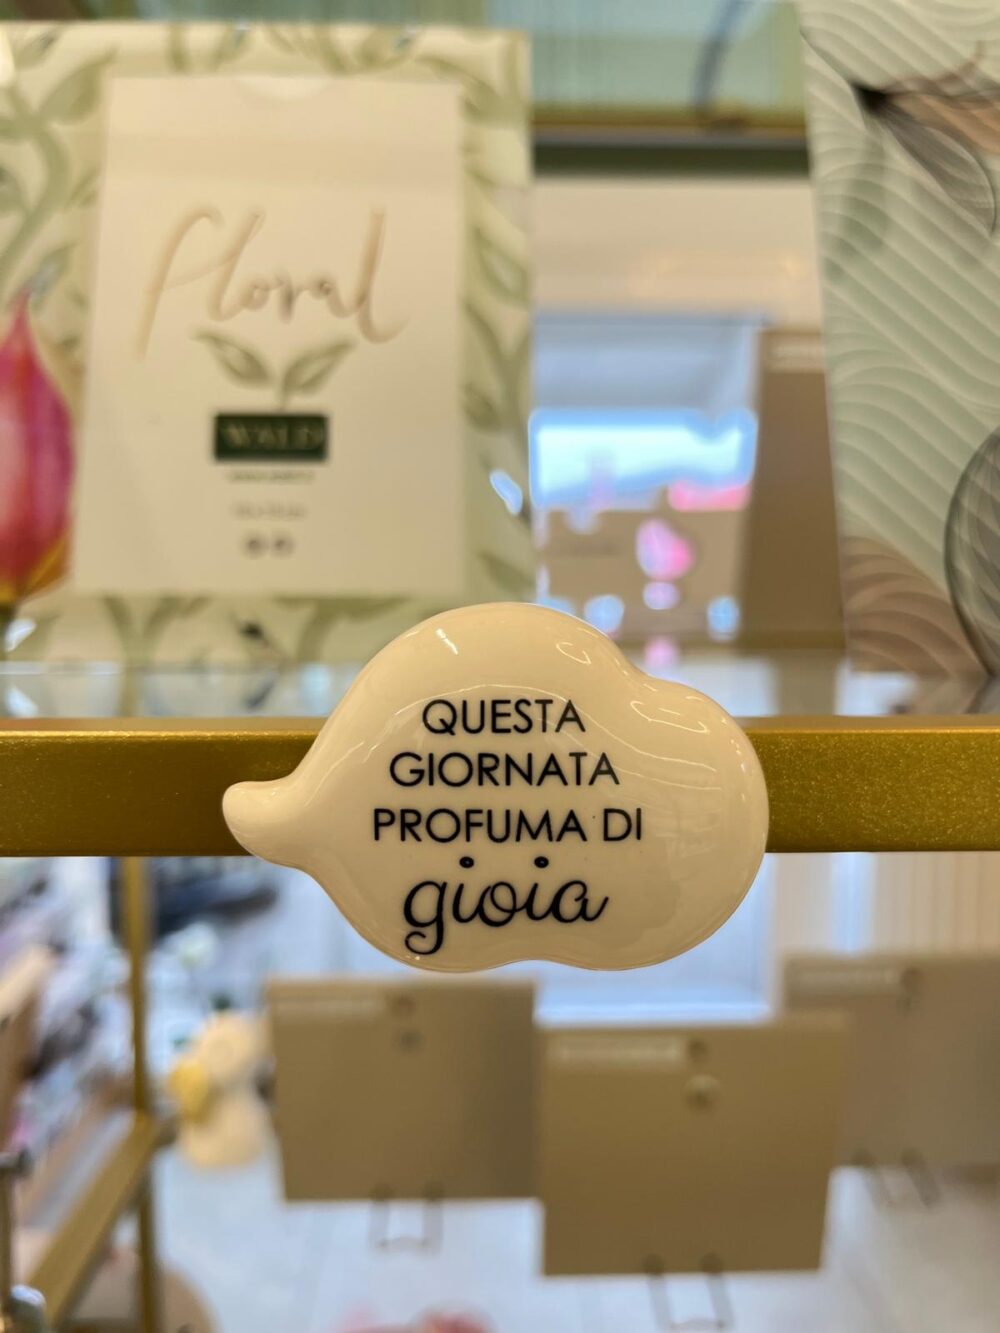 Floral
WALD
QUESTA
GIORNATA
PROFUMA DI
gioia